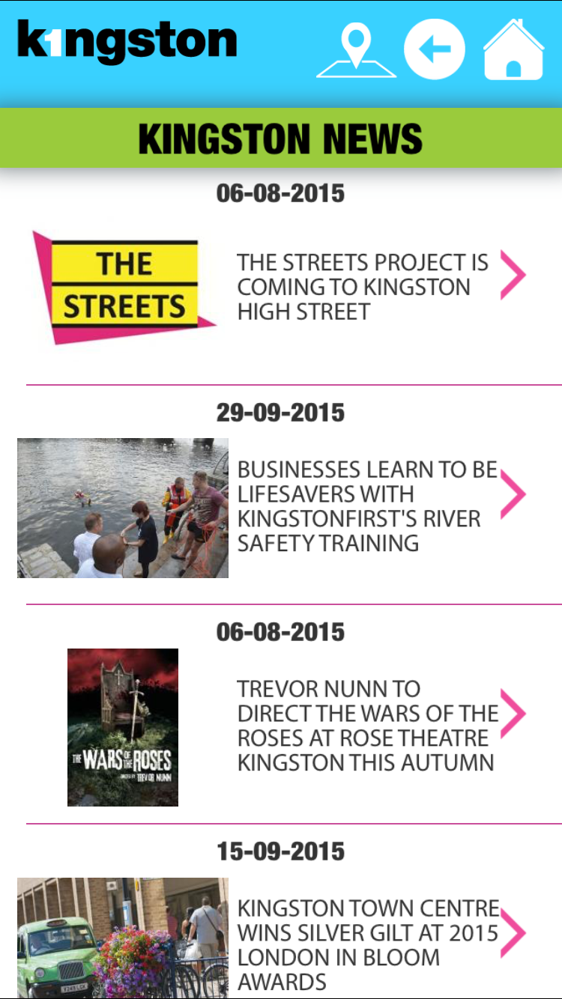 k1ngston
KINGSTON NEWS
06-08-2015
THE
STREETS
THE STREETS PROJECT IS
COMING TO KINGSTON
HIGH STREET
29-09-2015
BUSINESSES LEARN TO BE
LIFESAVERS WITH
KINGSTONFIRST'S RIVER
SAFETY TRAINING
06-08-2015
THE WARS OF THE ROSES
DIRECTED BY TREVOR NUNN
TREVOR NUNN TO
DIRECT THE WARS OF THE
ROSES AT ROSE THEATRE
KINGSTON THIS AUTUMN
15-09-2015
KINGSTON TOWN CENTRE
WINS SILVER GILT AT 2015
LONDON IN BLOOM
AWARDS